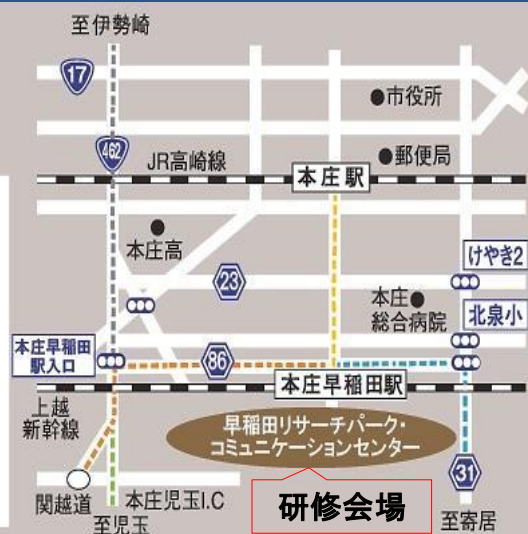 至伊勢崎
17
●市役所
462
JR高崎線
●郵便局
本庄駅
本庄高
けやき2
23
本庄●
総合病院
北泉小
本庄早稲田
駅入口
86
本庄早稲田駅
上越
新幹線
早稲田リサーチパーク・
コミュニケーションセンター
31
関越道
本庄児玉I.C
至児玉
研修会場
至寄居